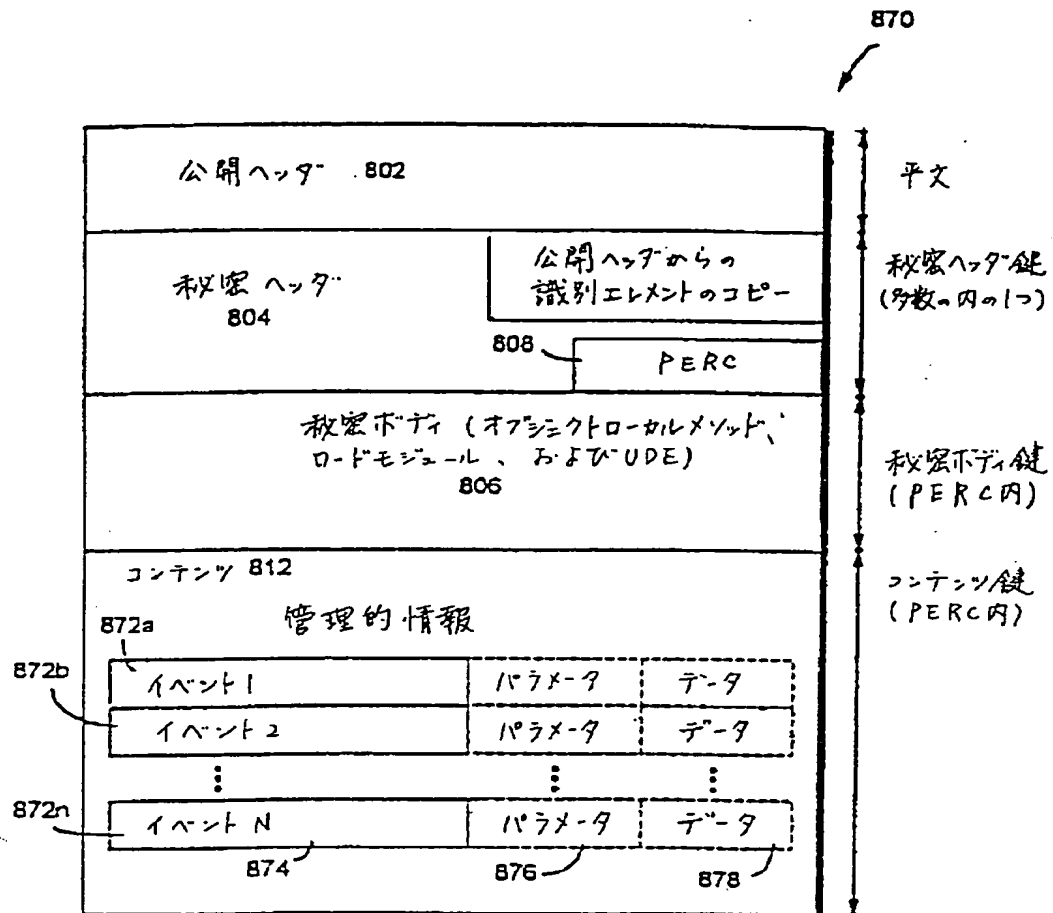 870
公開ヘッダ 802
平文
秘密ヘッダ
804
公開ヘッダからの
識別エレメントのコピー
808
PERC
秘密ヘッダ鍵
(多数の内の1つ)
秘密ボディ (オブジェクトローカルメソッド、
ロードモジュール、およびUDE)
806
秘密ボディ鍵
(PERC内)
コンテンツ 812
管理的情報
コンテンツ鍵
(PERC内)
872a
872b
イベント1 パラメータ データ
イベント2 パラメータ データ
872n
イベントN パラメータ データ
874
876
878